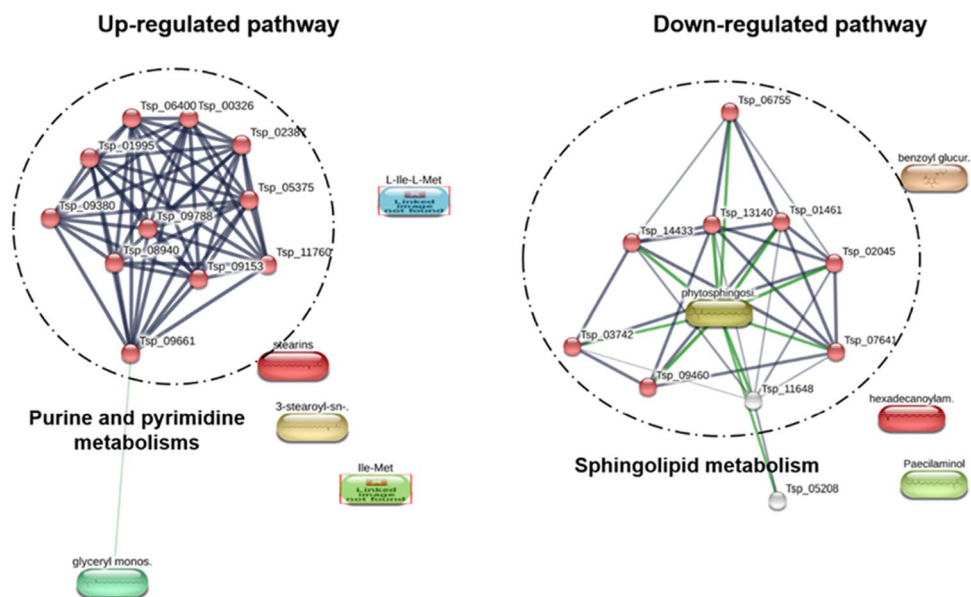 Up-regulated pathway
Down-regulated pathway
Tsp_06400
Tsp_00326
Tsp_01995
Tsp_02387
Tsp_05375
Tsp_09380
Tsp_09788
Tsp_08940
Tsp_09153
Tsp_11760
Tsp_09661
L-Ile-L-Met
Linked
image
not found
stearins
3-stearoyl-sn-.
Purine and pyrimidine
metabolisms
Ile-Met
Linked
image
not found
glyceryl monos.
Tsp_06755
benzoyl glucur.
Tsp_13140
Tsp_01461
Tsp_14433
Tsp_02045
phytosphingosi.
Tsp_03742
Tsp_07641
Tsp_09460
Tsp_11648
hexadecanoylam.
Sphingolipid metabolism
Paecilaminol
Tsp_05208